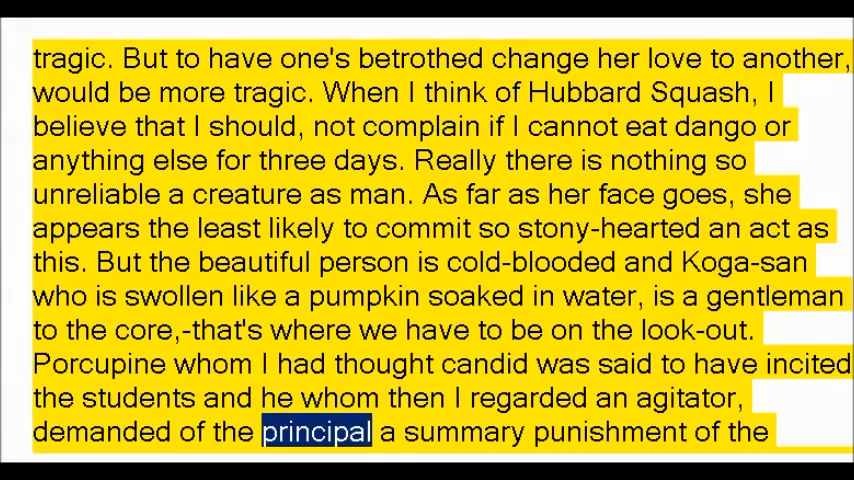 tragic. But to have one's betrothed change her love to another,
would be more tragic. When I think of Hubbard Squash, I
believe that I should, not complain if I cannot eat dango or
anything else for three days. Really there is nothing so
unreliable a creature as man. As far as her face goes, she
appears the least likely to commit so stony-hearted an act as
this. But the beautiful person is cold-blooded and Koga-san
who is swollen like a pumpkin soaked in water, is a gentleman
to the core,-that's where we have to be on the look-out.
Porcupine whom I had thought candid was said to have incited
the students and he whom then I regarded an agitator,
demanded of the principal a summary punishment of the